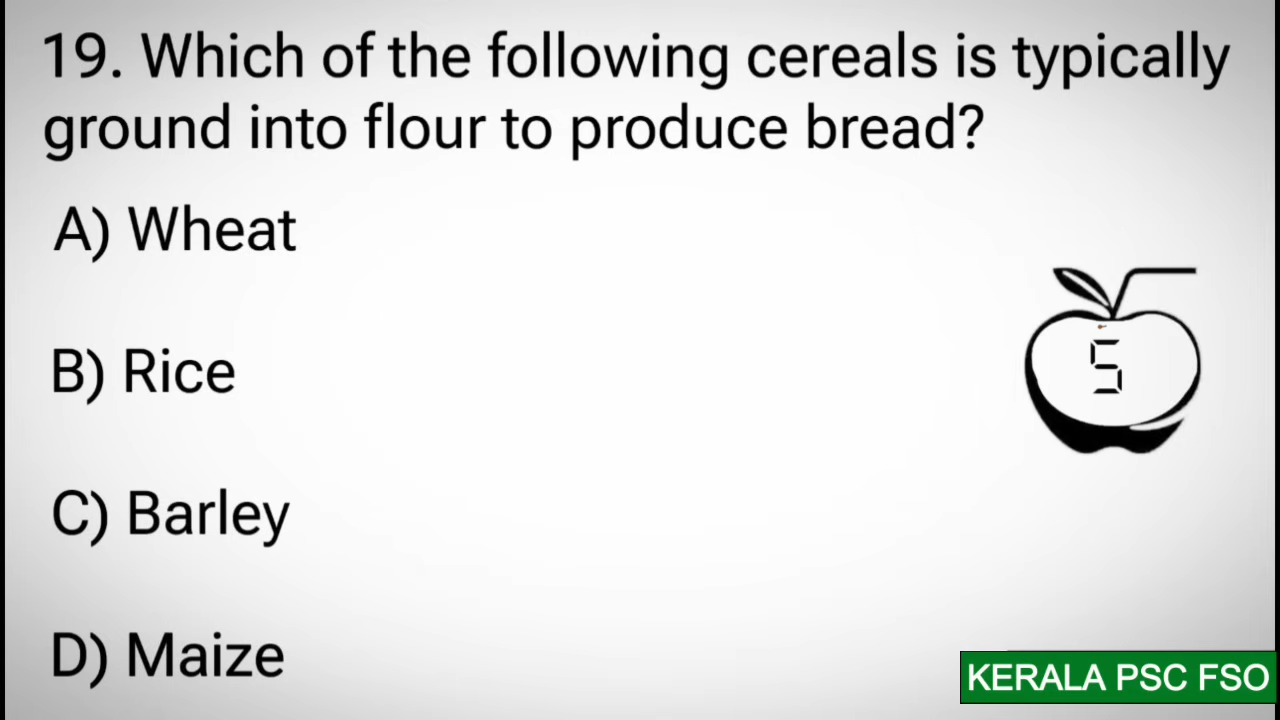 19. Which of the following cereals is typically
ground into flour to produce bread?
A) Wheat
B) Rice
5
C) Barley
D) Maize
KERALA PSC FSO